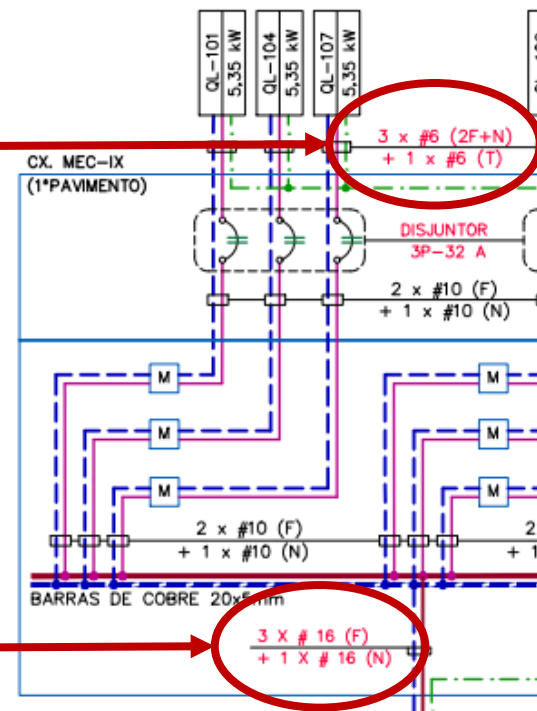 QL-101
5,35 kW
QL-104
5,35 kW
QL-107
5,35 kW
3 x #6 (2F+N)
+ 1 x #6 (T)
CX. MEC-IX
(1°PAVIMENTO)
DISJUNTOR
3P-32 A
2 x #10 (F)
+ 1 x #10 (N)
M
M
M
M
M
M
2 x #10 (F)
+ 1 x #10 (N)
2
+ 1
BARRAS DE COBRE 20x5mm
3 X # 16 (F)
+ 1 X # 16 (N)